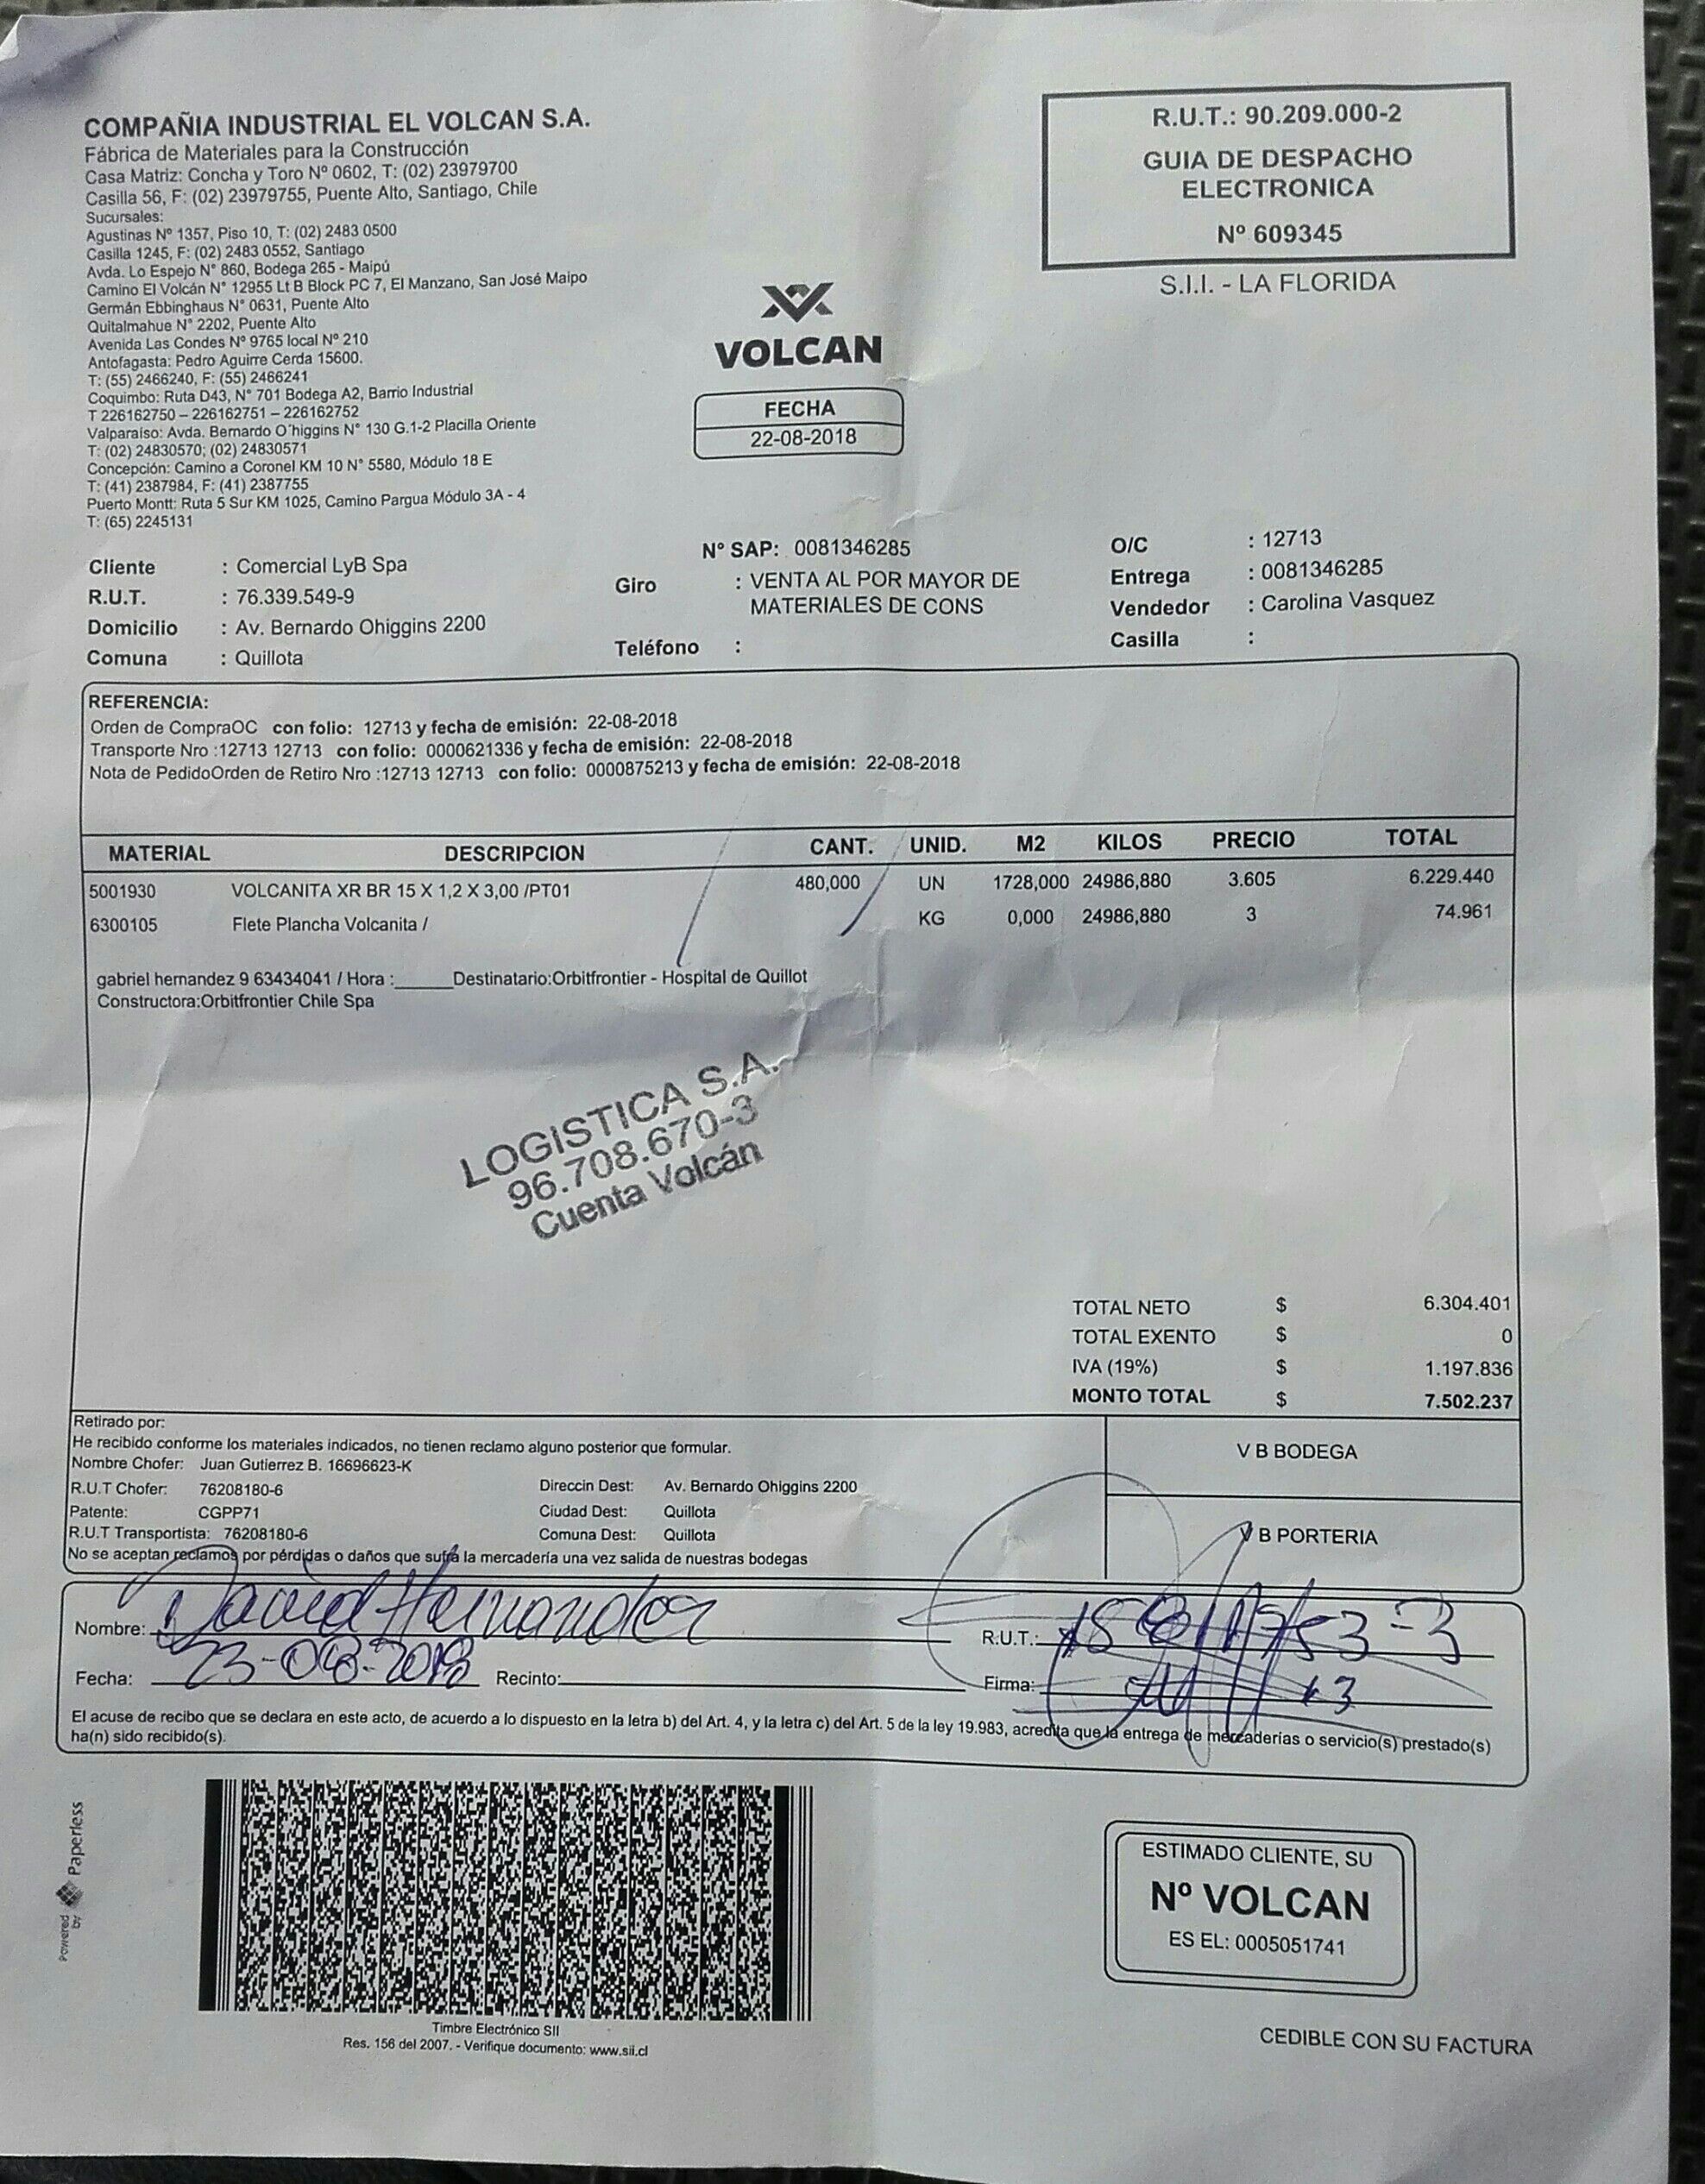 COMPAÑIA INDUSTRIAL EL VOLCAN S.A.
Fábrica de Materiales para la Construcción
Casa Matriz: Concha y Toro Nº 0602, T: (02) 23979700
Casilla 56, F: (02) 23979755, Puente Alto, Santiago, Chile
Sucursales:
Agustinas Nº 1357, Piso 10, T: (02) 2483 0500
Casilla 1245, F: (02) 2483 0552, Santiago
Avda. Lo Espejo N° 860, Bodega 265 - Maipú
Camino El Volcán N° 12955 Lt B Block PC 7, El Manzano, San José Maipo
Germán Ebbinghaus N° 0631, Puente Alto
Quitalmahue N° 2202, Puente Alto
Avenida Las Condes Nº 9765 local Nº 210
Antofagasta: Pedro Aguirre Cerda 15600.
T: (55) 2466240, F: (55) 2466241
Coquimbo: Ruta D43, N° 701 Bodega A2, Barrio Industrial
T 226162750 – 226162751 – 226162752
Valparaiso: Avda. Bernardo O´higgins N° 130 G.1-2 Placilla Oriente
T: (02) 24830570; (02) 24830571
Concepción: Camino a Coronel KM 10 N° 5580, Módulo 18 E
T: (41) 2387984, F: (41) 2387755
Puerto Montt: Ruta 5 Sur KM 1025, Camino Pargua Módulo 3A - 4
T: (65) 2245131
VOLCAN
FECHA
22-08-2018
R.U.T.: 90.209.000-2
GUIA DE DESPACHO
ELECTRONICA
Nº 609345
S.I.I. - LA FLORIDA
Cliente : Comercial LyB Spa
R.U.T. : 76.339.549-9
Domicilio : Av. Bernardo Ohiggins 2200
Comuna : Quillota
Nº SAP: 0081346285
Giro : VENTA AL POR MAYOR DE
MATERIALES DE CONS
Teléfono :
O/C : 12713
Entrega : 0081346285
Vendedor : Carolina Vasquez
Casilla :
REFERENCIA:
Orden de CompraOC con folio: 12713 y fecha de emisión: 22-08-2018
Transporte Nro :12713 12713 con folio: 0000621336 y fecha de emisión: 22-08-2018
Nota de PedidoOrden de Retiro Nro :12713 12713 con folio: 0000875213 y fecha de emisión: 22-08-2018
MATERIAL DESCRIPCION CANT. UNID. M2 KILOS PRECIO TOTAL
5001930 VOLCANITA XR BR 15 X 1,2 X 3,00 /PT01 480,000 UN 1728,000 24986,880 3.605 6.229.440
6300105 Flete Plancha Volcanita / KG 0,000 24986,880 3 74.961
gabriel hernandez 9 63434041 / Hora :______Destinatario:Orbitfrontier - Hospital de Quillot
Constructora:Orbitfrontier Chile Spa
LOGISTICA S.A.
96.708.670-3
Cuenta Volcán
TOTAL NETO $ 6.304.401
TOTAL EXENTO $ 0
IVA (19%) $ 1.197.836
MONTO TOTAL $ 7.502.237
Retirado por:
He recibido conforme los materiales indicados, no tienen reclamo alguno posterior que formular.
Nombre Chofer: Juan Gutierrez B. 16696623-K
R.U.T Chofer: 76208180-6 Direccin Dest: Av. Bernardo Ohiggins 2200
Patente: CGPP71 Ciudad Dest: Quillota
R.U.T Transportista: 76208180-6 Comuna Dest: Quillota
No se aceptan reclamos por pérdidas o daños que sufra la mercadería una vez salida de nuestras bodegas
V B BODEGA
V B PORTERIA
Nombre: David Hernandez R.U.T.:
Fecha: 23-08-2018 Recinto: Firma:
El acuse de recibo que se declara en este acto, de acuerdo a lo dispuesto en la letra b) del Art. 4, y la letra c) del Art. 5 de la ley 19.983, acredita que la entrega de mercaderías o servicio(s) prestado(s)
ha(n) sido recibido(s).
Powered by Paperless
Timbre Electrónico SII
Res. 156 del 2007. - Verifique documento: www.sii.cl
ESTIMADO CLIENTE, SU
Nº VOLCAN
ES EL: 0005051741
CEDIBLE CON SU FACTURA